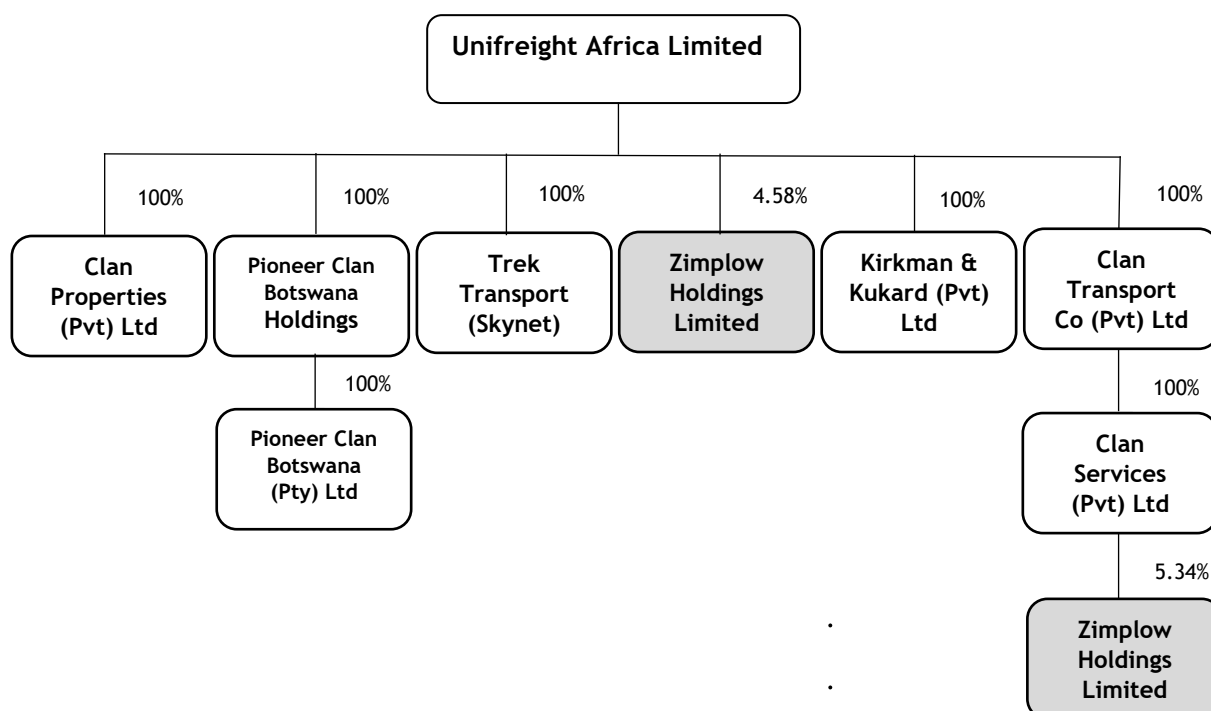 Unifreight Africa Limited
100%
100%
100%
4.58%
100%
100%
Clan
Properties
(Pvt) Ltd
Pioneer Clan
Botswana
Holdings
Trek
Transport
(Skynet)
Zimplow
Holdings
Limited
Kirkman &
Kukard (Pvt)
Ltd
Clan
Transport
Co (Pvt) Ltd
100%
100%
Pioneer Clan
Botswana
(Pty) Ltd
Clan
Services
(Pvt) Ltd
5.34%
Zimplow
Holdings
Limited